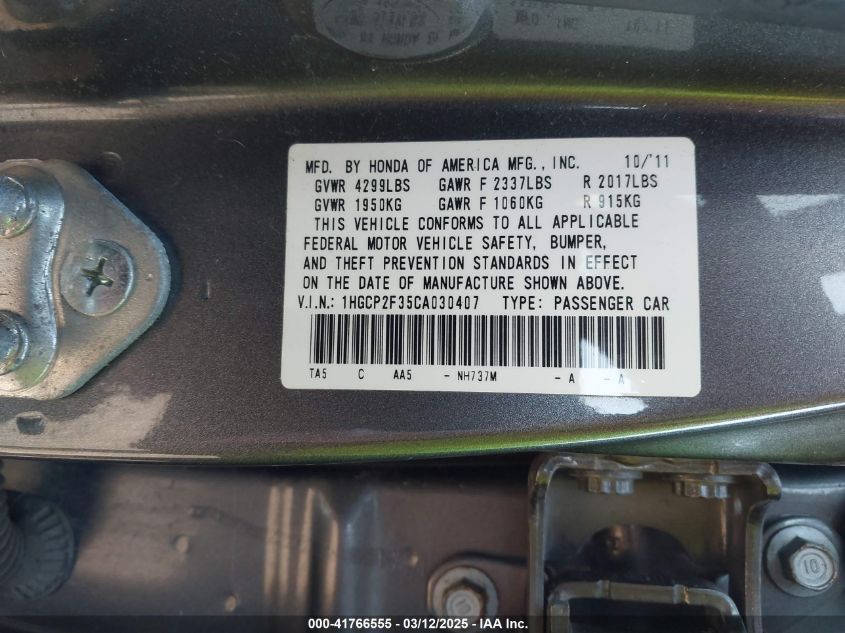 MFD. BY HONDA OF AMERICA MFG., INC. 10/'11
GVWR 4299LBS GAWR F 2337LBS R 2017LBS
GVWR 1950KG GAWR F 1060KG R 915KG
THIS VEHICLE CONFORMS TO ALL APPLICABLE
FEDERAL MOTOR VEHICLE SAFETY, BUMPER,
AND THEFT PREVENTION STANDARDS IN EFFECT
ON THE DATE OF MANUFACTURE SHOWN ABOVE.
V.I.N.: 1HGCP2F35CA030407 TYPE: PASSENGER CAR
TA5 C AA5 - NH737M - A - A
10
000-41766555 - 03/12/2025 - IAA Inc.